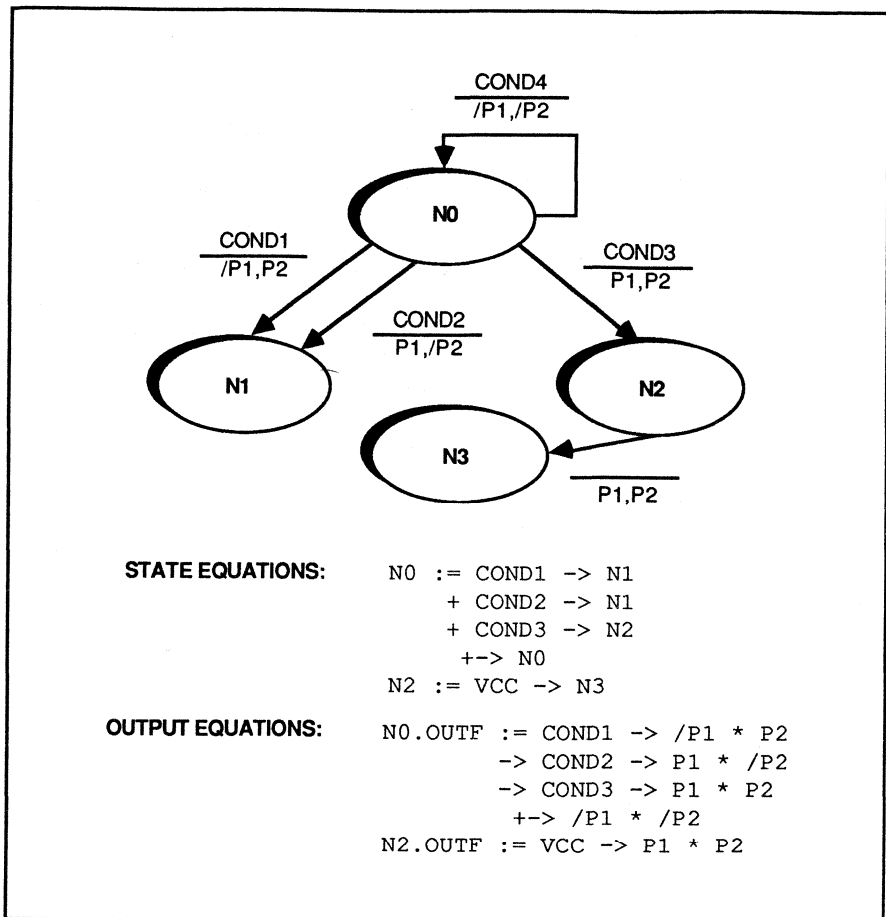 COND4
/P1,/P2
N0
COND1
/P1,P2
COND3
P1,P2
COND2
P1,/P2
N1
N2
N3
P1,P2
STATE EQUATIONS: N0 := COND1 -> N1
+ COND2 -> N1
+ COND3 -> N2
+-> N0
N2 := VCC -> N3
OUTPUT EQUATIONS: N0.OUTF := COND1 -> /P1 * P2
-> COND2 -> P1 * /P2
-> COND3 -> P1 * P2
+-> /P1 * /P2
N2.OUTF := VCC -> P1 * P2